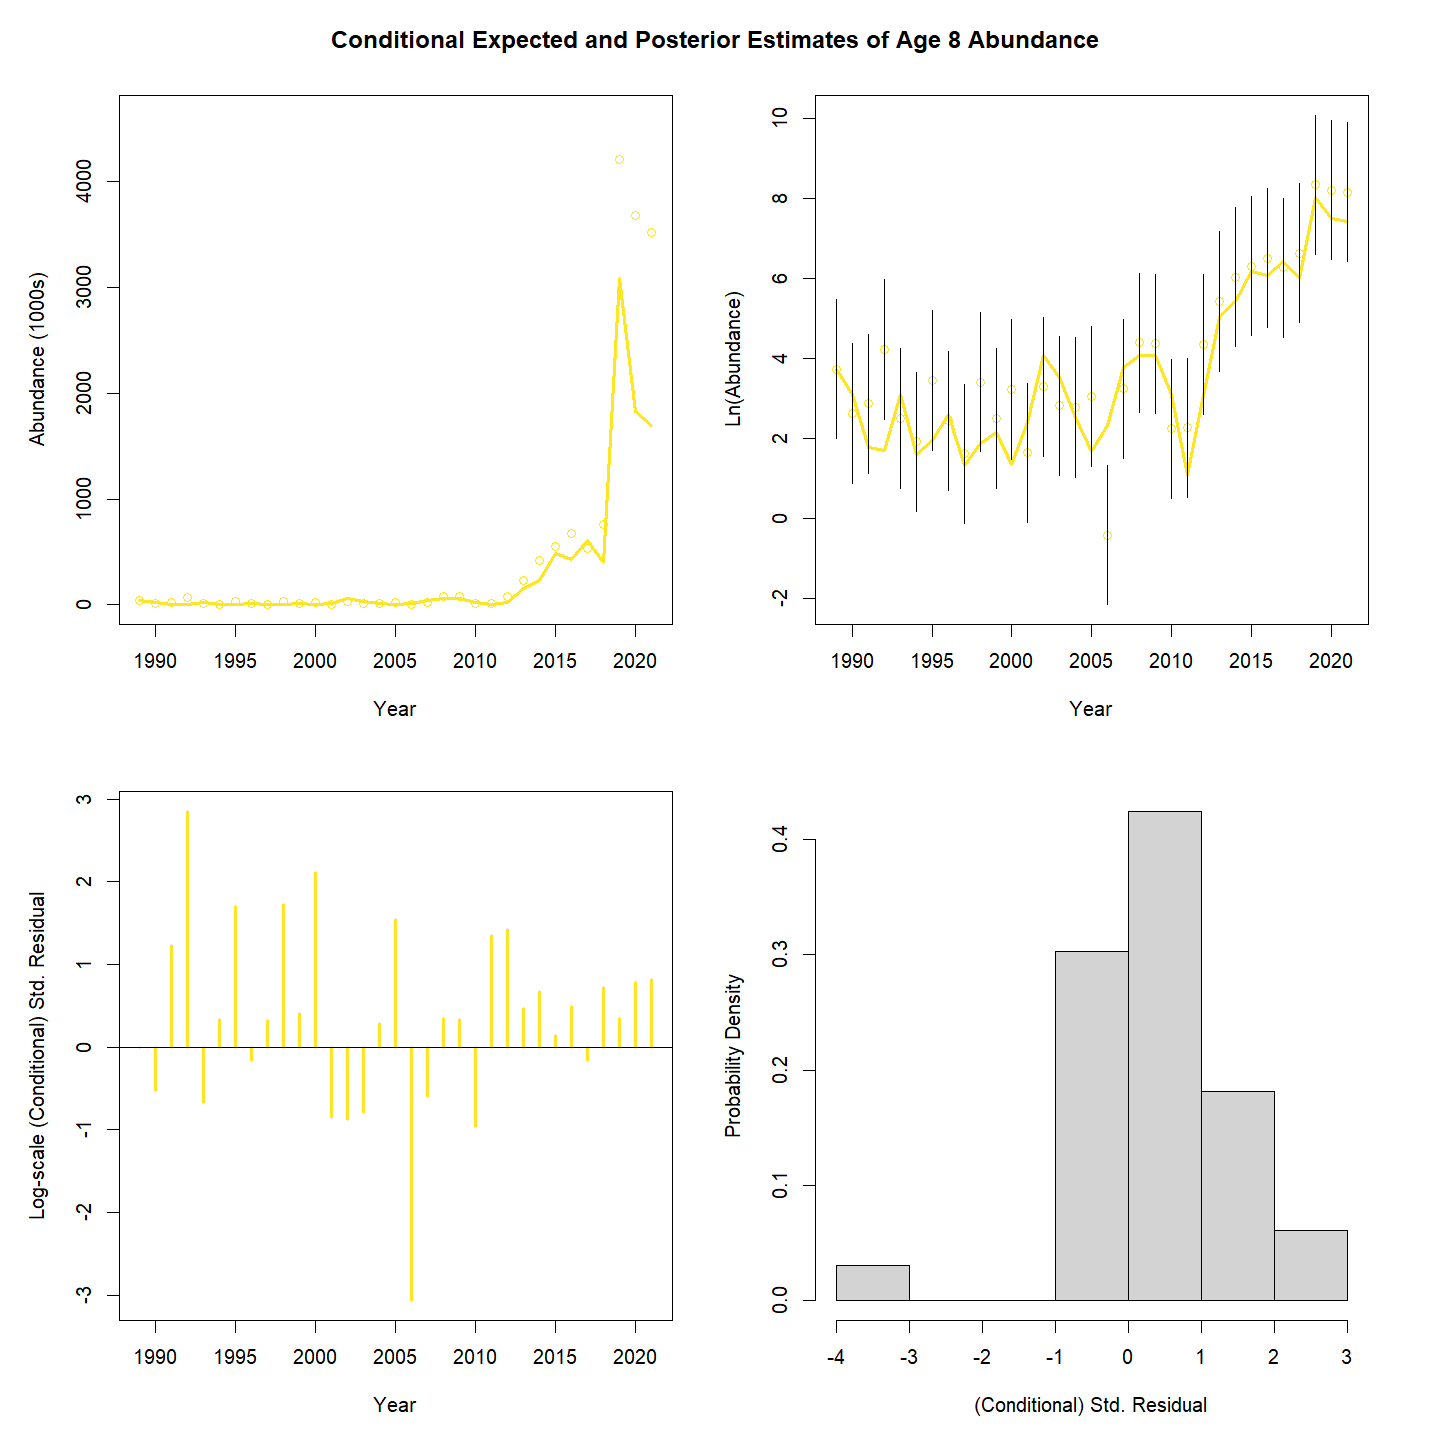 Conditional Expected and Posterior Estimates of Age 8 Abundance
Abundance (1000s)
4000
3000
2000
1000
0
1990 1995 2000 2005 2010 2015 2020
Year
Ln(Abundance)
10
8
6
4
2
0
-2
1990 1995 2000 2005 2010 2015 2020
Year
Log-scale (Conditional) Std. Residual
3
2
1
0
-1
-2
-3
1990 1995 2000 2005 2010 2015 2020
Year
Probability Density
0.4
0.3
0.2
0.1
0.0
-4 -3 -2 -1 0 1 2 3
(Conditional) Std. Residual